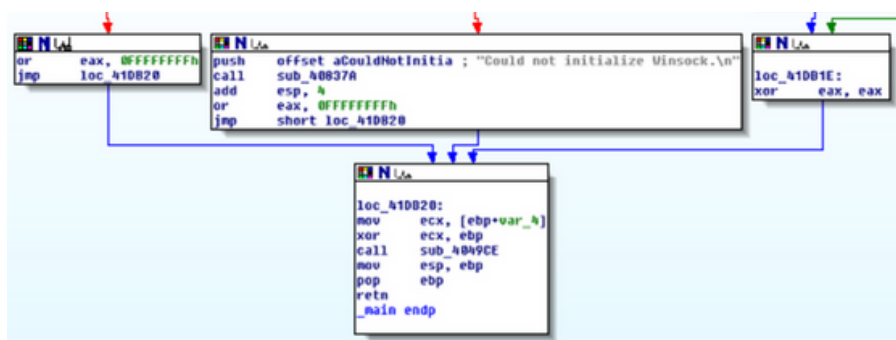 or eax, 0FFFFFFFFh
jmp loc_41DB20
push offset aCouldNotInitia ; "Could not initialize Winsock.\n"
call sub_40837A
add esp, 4
or eax, 0FFFFFFFFh
jmp short loc_41DB20
loc_41DB1E:
xor eax, eax
loc_41DB20:
mov ecx, [ebp+var_4]
xor ecx, ebp
call sub_4049CE
mov esp, ebp
pop ebp
retn
_main endp